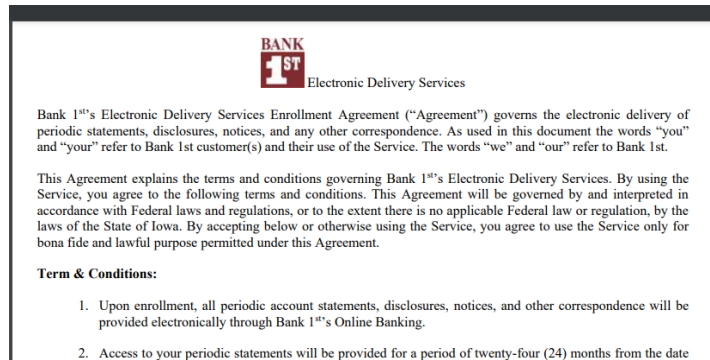 BANK
1ST
Electronic Delivery Services
Bank 1st's Electronic Delivery Services Enrollment Agreement (“Agreement”) governs the electronic delivery of
periodic statements, disclosures, notices, and any other correspondence. As used in this document the words “you”
and “your” refer to Bank 1st customer(s) and their use of the Service. The words “we” and “our” refer to Bank 1st.
This Agreement explains the terms and conditions governing Bank 1st's Electronic Delivery Services. By using the
Service, you agree to the following terms and conditions. This Agreement will be governed by and interpreted in
accordance with Federal laws and regulations, or to the extent there is no applicable Federal law or regulation, by the
laws of the State of Iowa. By accepting below or otherwise using the Service, you agree to use the Service only for
bona fide and lawful purpose permitted under this Agreement.
Term & Conditions:
1. Upon enrollment, all periodic account statements, disclosures, notices, and other correspondence will be
provided electronically through Bank 1st's Online Banking.
2. Access to your periodic statements will be provided for a period of twenty-four (24) months from the date